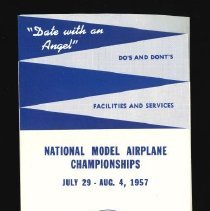 "Date with an
Angel"
DO'S AND DONT'S
FACILITIES AND SERVICES
NATIONAL MODEL AIRPLANE
CHAMPIONSHIPS
JULY 29 - AUG. 4, 1957